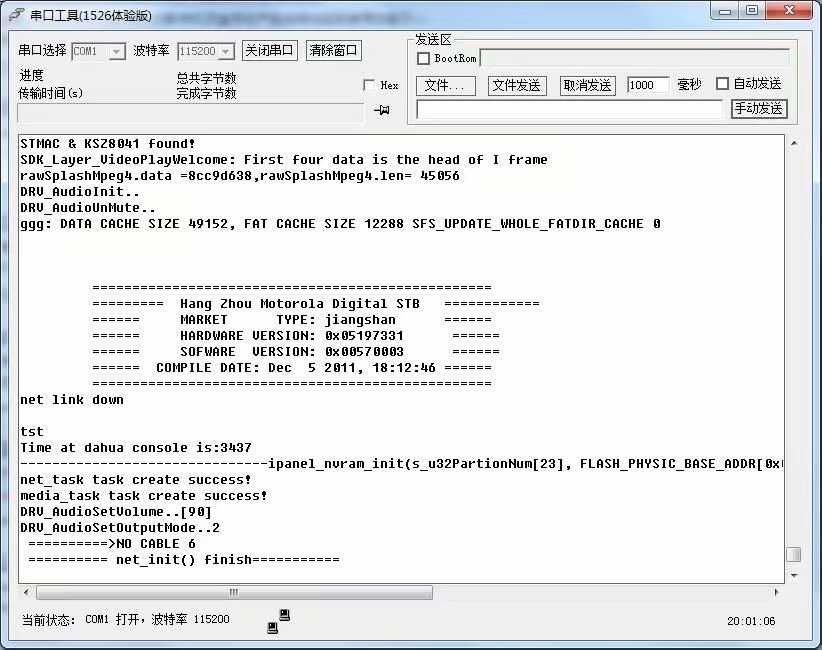 串口工具(1526体验版)
串口选择 COM1 波特率 115200 关闭串口 清除窗口
进度
传输时间(s)
总共字节数
完成字节数
Hex
发送区
BootRom
文件... 文件发送 取消发送 1000 毫秒 自动发送
手动发送
STMAC & KSZ8041 found!
SDK_Layer_VideoPlayWelcome: First four data is the head of I frame
rawSplashMpeg4.data =8cc9d638,rawSplashMpeg4.len= 45056
DRV_AudioInit..
DRV_AudioUnMute..
ggg: DATA CACHE SIZE 49152, FAT CACHE SIZE 12288 SFS_UPDATE_WHOLE_FATDIR_CACHE 0
==================================================
========= Hang Zhou Motorola Digital STB ============
====== MARKET TYPE: jiangshan ======
====== HARDWARE VERSION: 0x05197331 ======
====== SOFWARE VERSION: 0x00570003 ======
====== COMPILE DATE: Dec 5 2011, 18:12:46 ======
==================================================
net link down
tst
Time at dahua console is:3437
-------------------------------ipanel_nvram_init(s_u32PartionNum[23], FLASH_PHYSIC_BASE_ADDR[0x
net_task task create success!
media_task task create success!
DRV_AudioSetVolume..[90]
DRV_AudioSetOutputMode..2
==========>NO CABLE 6
========== net_init() finish===========
当前状态: COM1 打开，波特率 115200
20:01:06